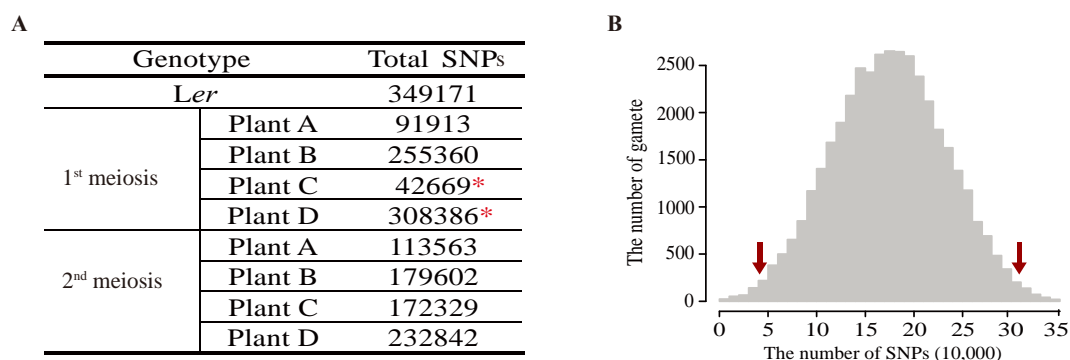 A
Genotype Total SNPs
Ler 349171
1st meiosis
Plant A 91913
Plant B 255360
Plant C 42669*
Plant D 308386*
2nd meiosis
Plant A 113563
Plant B 179602
Plant C 172329
Plant D 232842
B
The number of gamete
2500
2000
1500
1000
500
0
0 5 10 15 20 25 30 35
The number of SNPs (10,000)